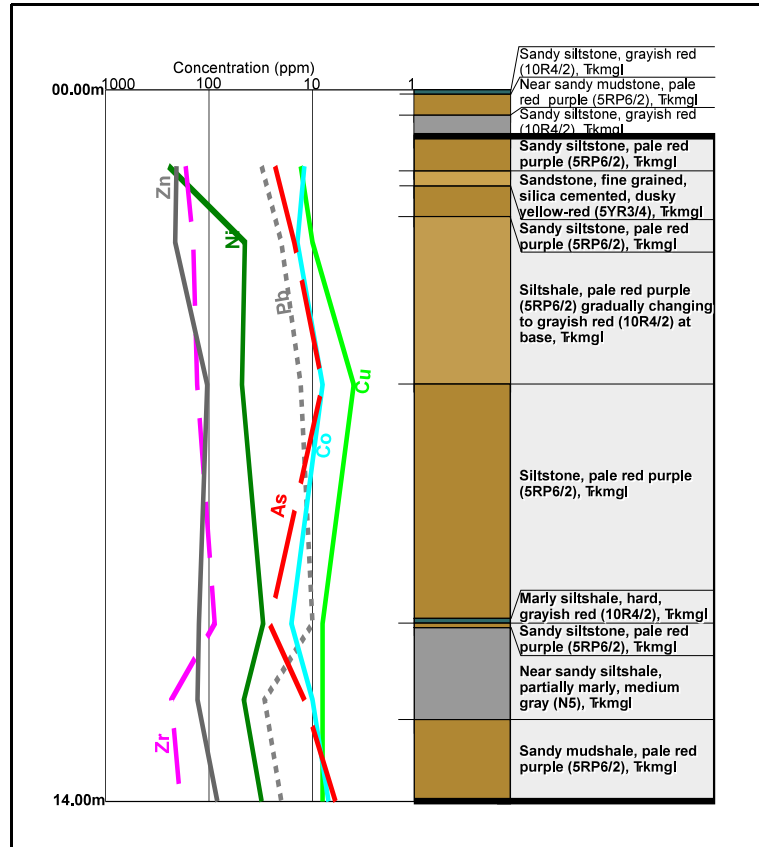 Concentration (ppm)
1000
100
10
1
00.00m
14.00m
Zn
Ni
Pb
Cu
Co
As
Zr
Sandy siltstone, grayish red
(10R4/2), Trkmgl
Near sandy mudstone, pale
red purple (5RP6/2), Trkmgl
Sandy siltstone, grayish red
(10R4/2), Trkmgl
Sandy siltstone, pale red
purple (5RP6/2), Trkmgl
Sandstone, fine grained,
silica cemented, dusky
yellow-red (5YR3/4), Trkmgl
Sandy siltstone, pale red
purple (5RP6/2), Trkmgl
Siltshale, pale red purple
(5RP6/2) gradually changing
to grayish red (10R4/2) at
base, Trkmgl
Siltstone, pale red purple
(5RP6/2), Trkmgl
Marly siltshale, hard,
grayish red (10R4/2), Trkmgl
Sandy siltstone, pale red
purple (5RP6/2), Trkmgl
Near sandy siltshale,
partially marly, medium
gray (N5), Trkmgl
Sandy mudshale, pale red
purple (5RP6/2), Trkmgl